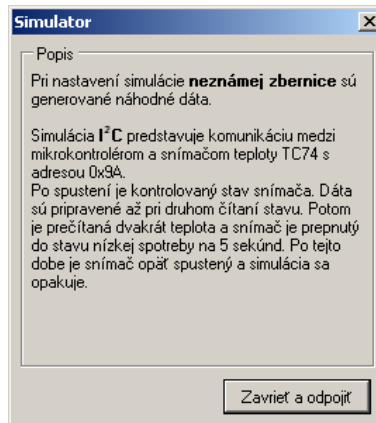 Simulator
Popis
Pri nastavení simulácie neznámej zbernice sú
generované náhodné dáta.
Simulácia I²C predstavuje komunikáciu medzi
mikrokontrolérom a snímačom teploty TC74 s
adresou 0x9A.
Po spustení je kontrolovaný stav snímača. Dáta
sú pripravené až pri druhom čítaní stavu. Potom
je prečítaná dvakrát teplota a snímač je prepnutý
do stavu nízkej spotreby na 5 sekúnd. Po tejto
dobe je snímač opäť spustený a simulácia sa
opakuje.
Zavrieť a odpojiť